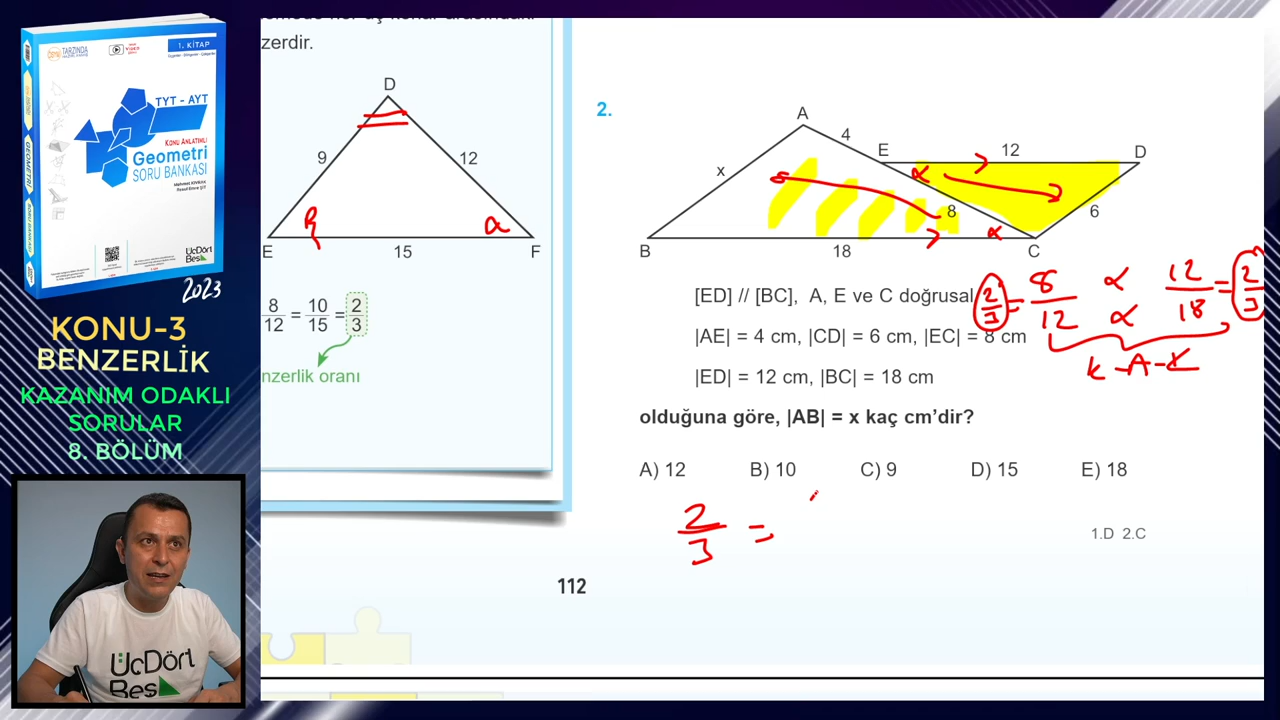 1. KİTAP
TYT - AYT
KONU ANLATIMLI
Geometri
SORU BANKASI
ÜçDört
Beş
2023
KONU-3
BENZERLİK
KAZANIM ODAKLI
SORULAR
8. BÖLÜM
ÜçDört
Beş
zerdir.
D
9
12
E
15
F
8/12 = 10/15 = 2/3
nzerlik oranı
2.
A
4
E
12
D
x
α
8
6
α
B
18
C
[ED] // [BC], A, E ve C doğrusal
|AE| = 4 cm, |CD| = 6 cm, |EC| = 8 cm
|ED| = 12 cm, |BC| = 18 cm
2/3 = 8/12 α α 12/18 = 2/3
K-A-K
olduğuna göre, |AB| = x kaç cm'dir?
A) 12 B) 10 C) 9 D) 15 E) 18
2/3 =
1.D 2.C
112